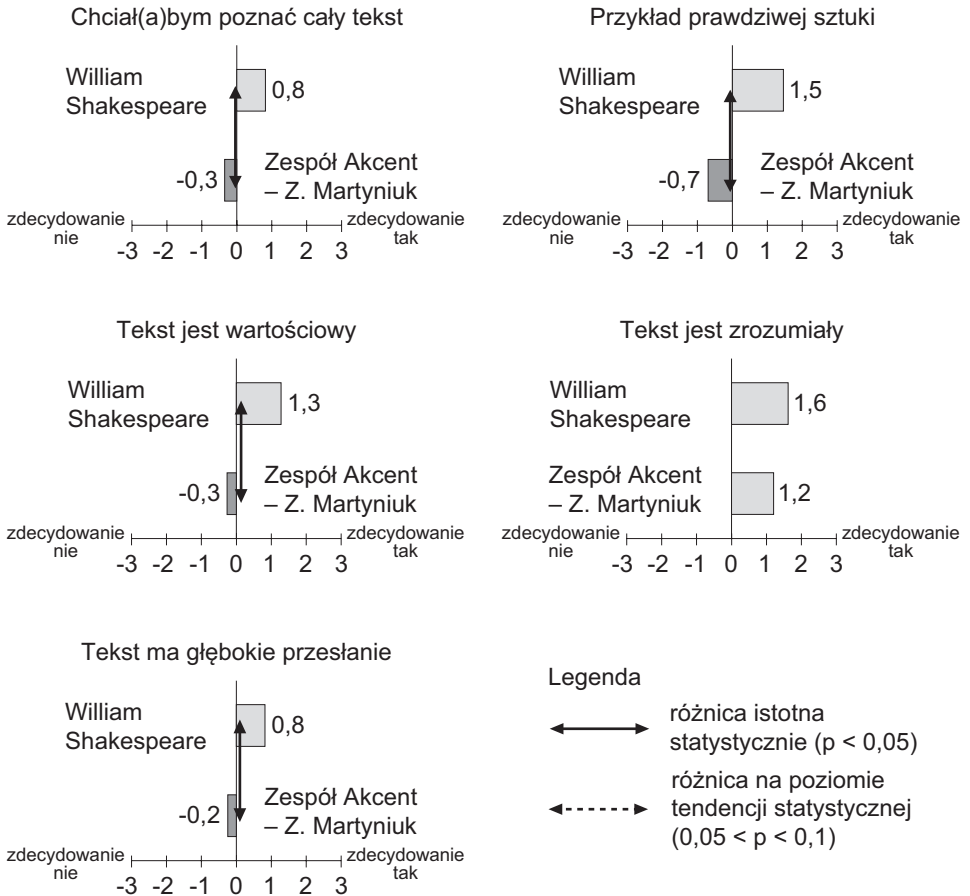 Chciał(a)bym poznać cały tekst
William
Shakespeare
0,8
-0,3
Zespół Akcent
– Z. Martyniuk
zdecydowanie
nie
zdecydowanie
tak
-3 -2 -1 0 1 2 3
Przykład prawdziwej sztuki
William
Shakespeare
1,5
-0,7
Zespół Akcent
– Z. Martyniuk
zdecydowanie
nie
zdecydowanie
tak
-3 -2 -1 0 1 2 3
Tekst jest wartościowy
William
Shakespeare
1,3
-0,3
Zespół Akcent
– Z. Martyniuk
zdecydowanie
nie
zdecydowanie
tak
-3 -2 -1 0 1 2 3
Tekst jest zrozumiały
William
Shakespeare
1,6
Zespół Akcent
– Z. Martyniuk
1,2
zdecydowanie
nie
zdecydowanie
tak
-3 -2 -1 0 1 2 3
Tekst ma głębokie przesłanie
William
Shakespeare
0,8
-0,2
Zespół Akcent
– Z. Martyniuk
zdecydowanie
nie
zdecydowanie
tak
-3 -2 -1 0 1 2 3
Legenda
różnica istotna
statystycznie (p < 0,05)
różnica na poziomie
tendencji statystycznej
(0,05 < p < 0,1)